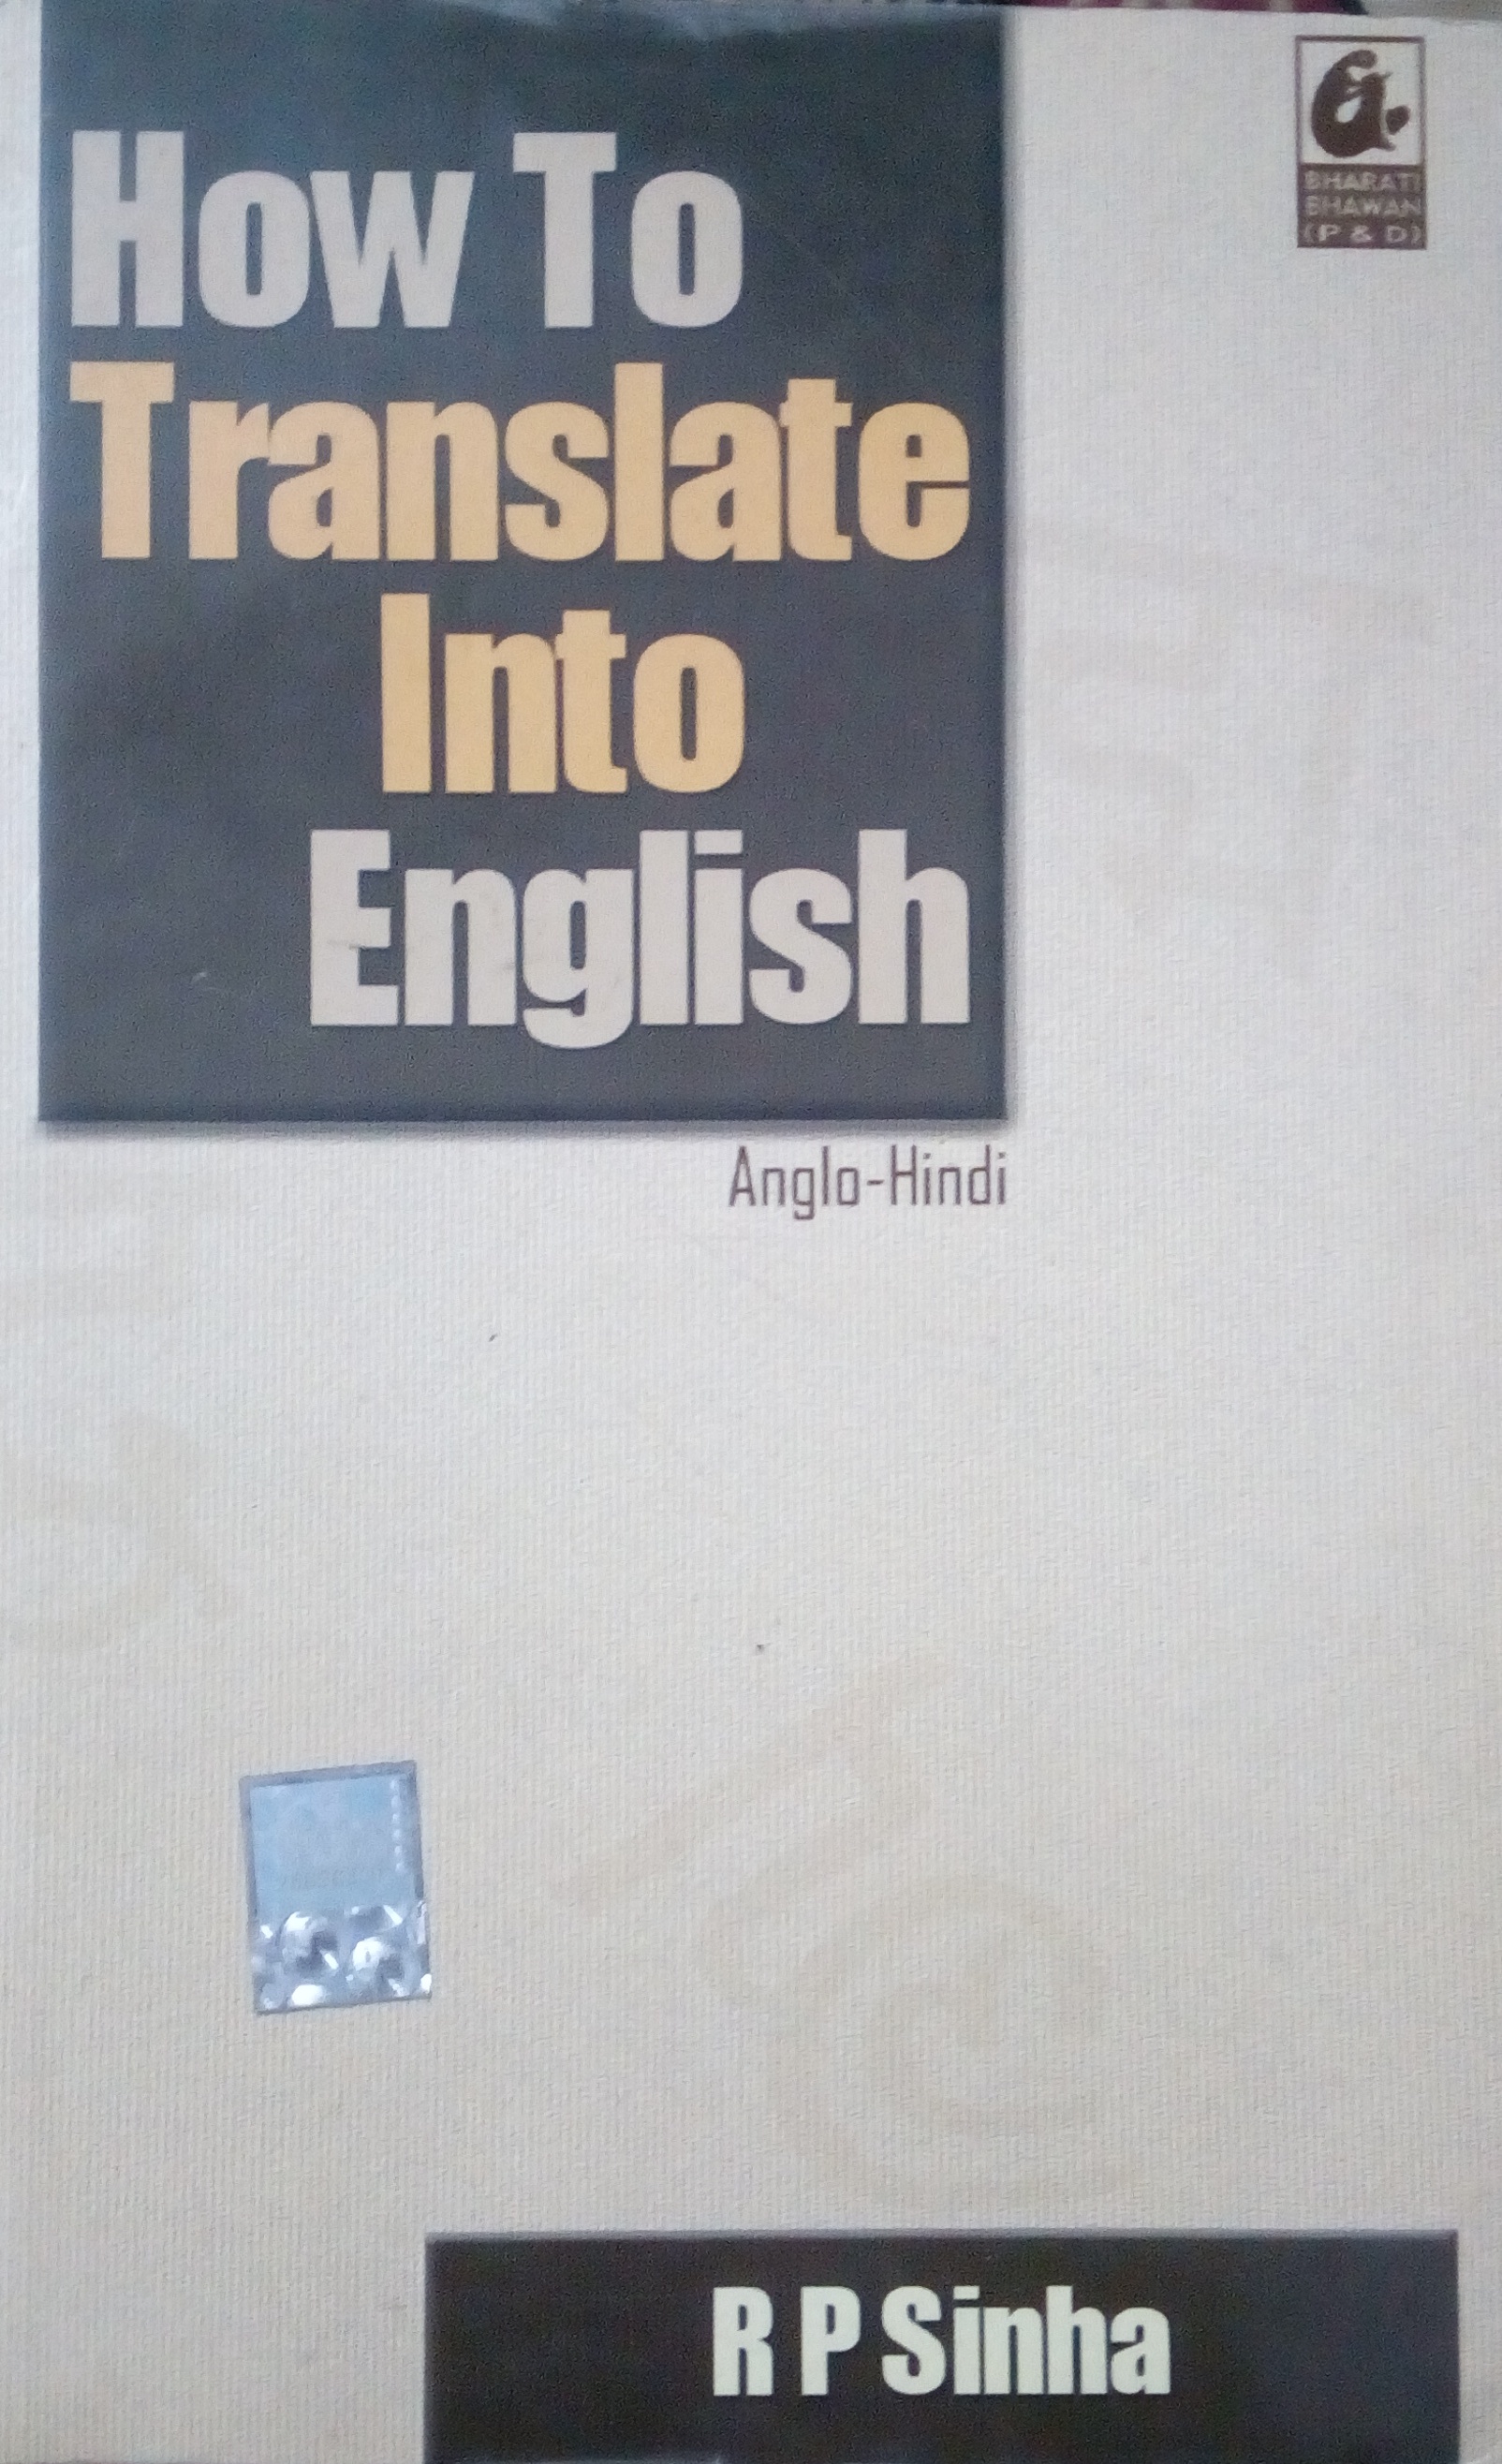 How To
Translate
Into
English
BHARATI
BHAWAN
(P & D)
Anglo-Hindi
R P Sinha